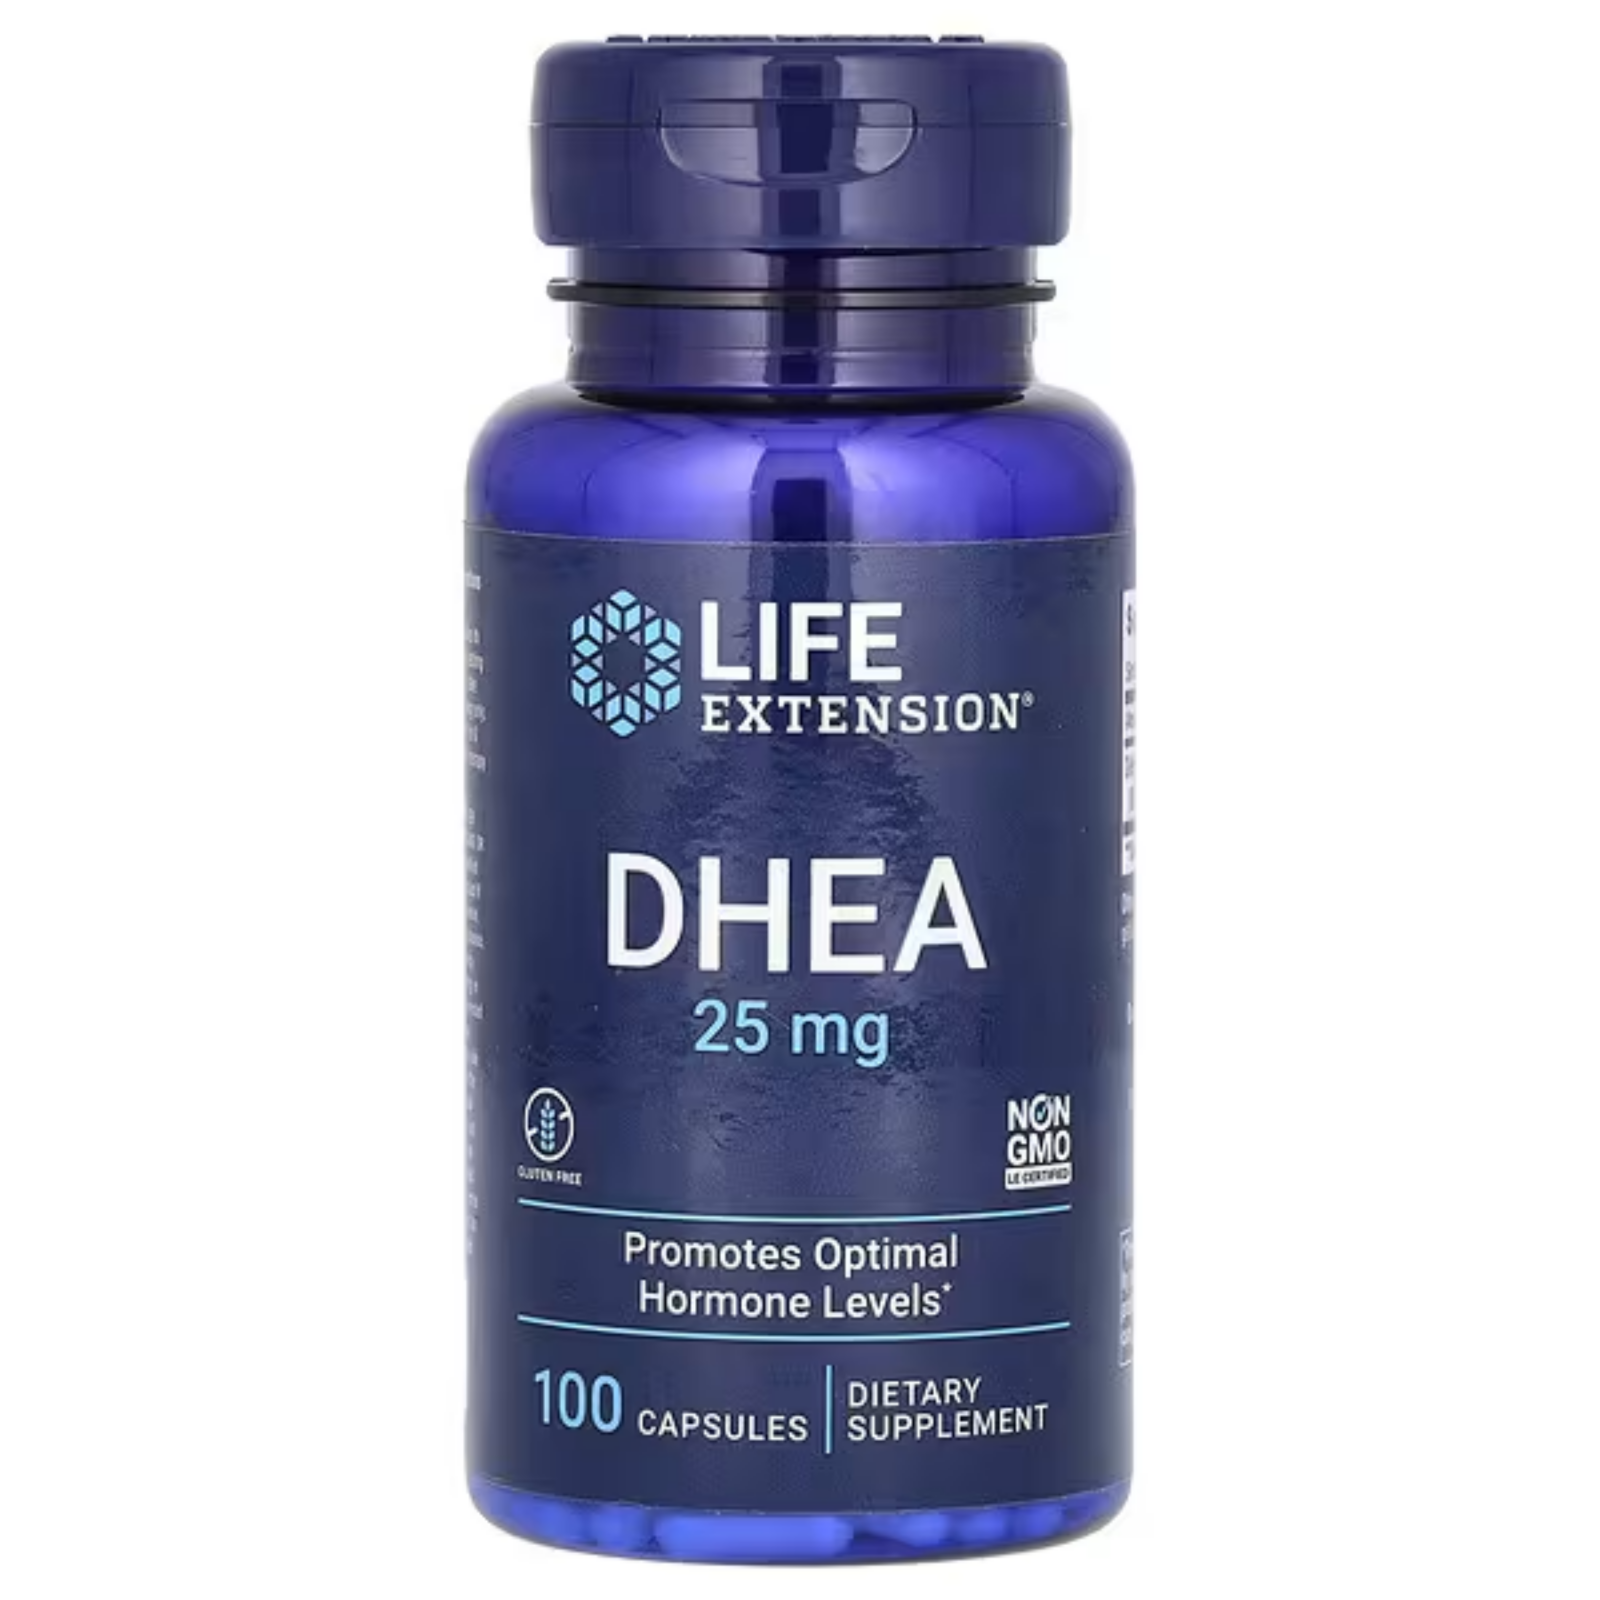 LIFE
EXTENSION®
DHEA
25 mg
GLUTEN FREE
NON
GMO
LE CERTIFIED
Promotes Optimal
Hormone Levels*
100 CAPSULES
DIETARY
SUPPLEMENT